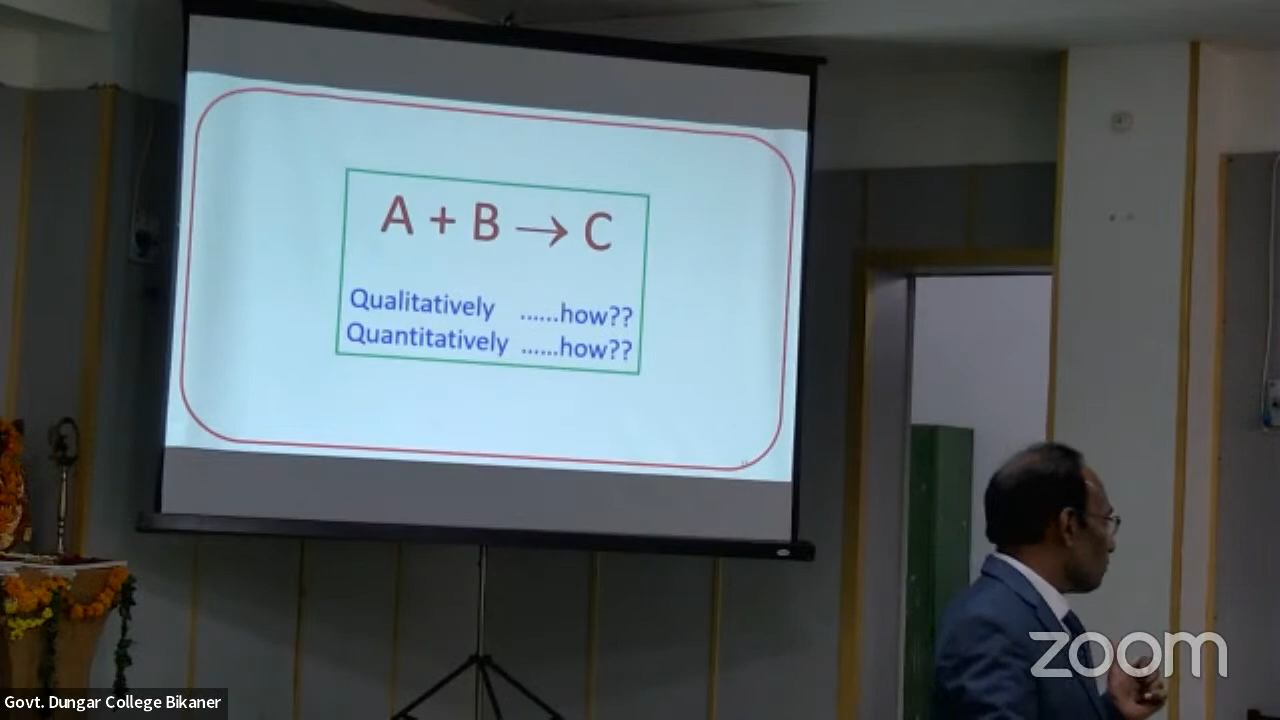 A + B → C
Qualitatively ......how??
Quantitatively ......how??
zoom
Govt. Dungar College Bikaner